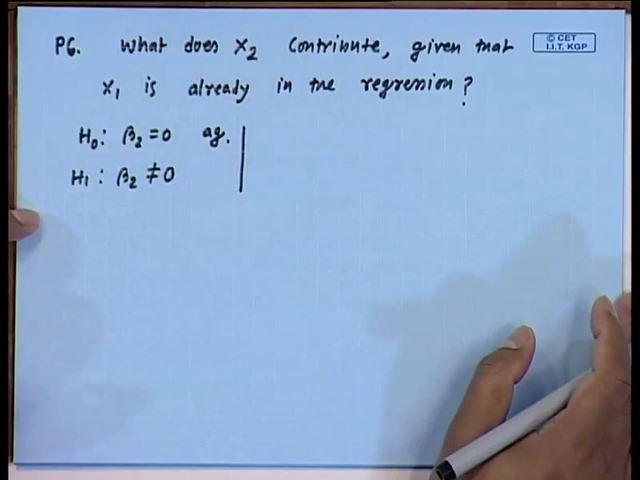 P6. What does X₂ contribute, given that
© CET
I.I.T. KGP
X₁ is already in the regression?
H₀: β₂ = 0 ag.
H₁: β₂ ≠ 0